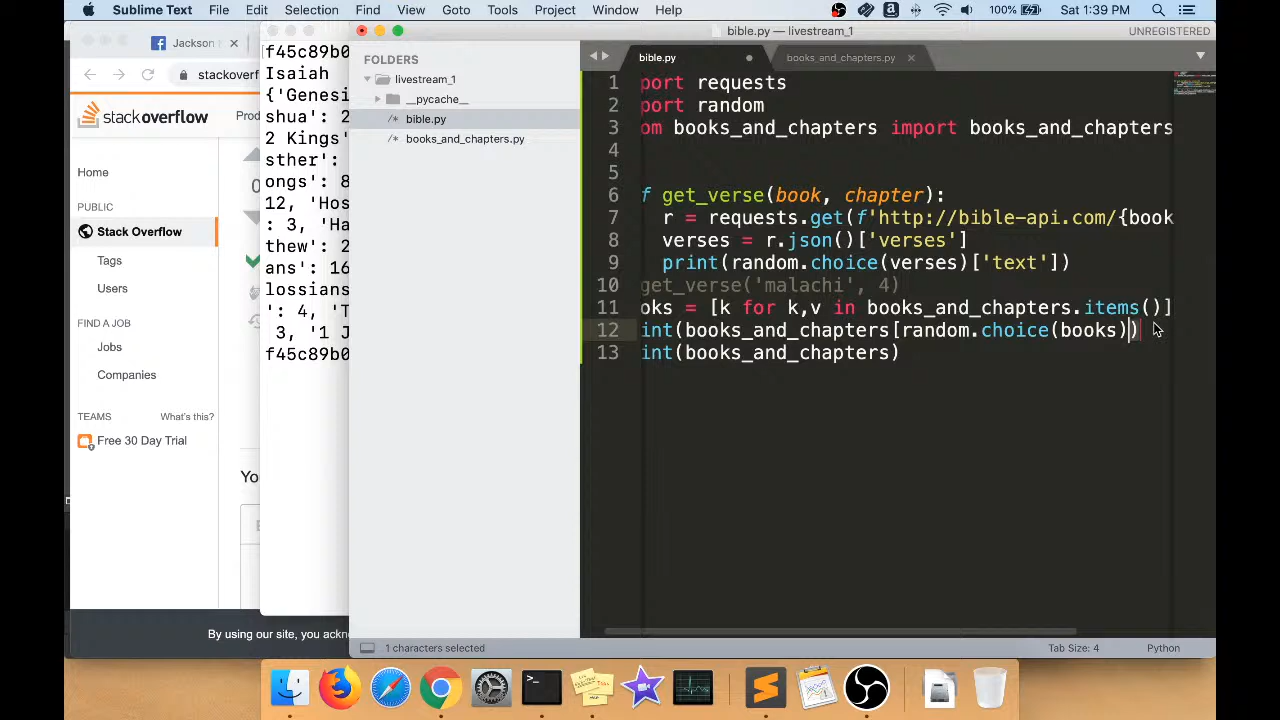 Sublime Text File Edit Selection Find View Goto Tools Project Window Help 100% Sat 1:39 PM
Jackson
stackoverf
stackoverflow
Prod
Home
PUBLIC
Stack Overflow
Tags
Users
FIND A JOB
Jobs
Companies
TEAMS What's this?
Free 30 Day Trial
0
Yo
By using our site, you ackn
f45c89b0
Isaiah
{'Genesi
shua': 2
2 Kings'
sther':
ongs': 8
12, 'Hos
: 3, 'Ha
thew': 2
ans': 16
lossians
': 4, 'T
3, '1 J
f45c89b0
bible.py — livestream_1
UNREGISTERED
FOLDERS
livestream_1
__pycache__
bible.py
books_and_chapters.py
bible.py books_and_chapters.py
1 port requests
2 port random
3 om books_and_chapters import books_and_chapters
4
5
6 f get_verse(book, chapter):
7 r = requests.get(f'http://bible-api.com/{book
8 verses = r.json()['verses']
9 print(random.choice(verses)['text'])
10 get_verse('malachi', 4)
11 oks = [k for k,v in books_and_chapters.items()]
12 int(books_and_chapters[random.choice(books))
13 int(books_and_chapters)
1 characters selected
Tab Size: 4 Python